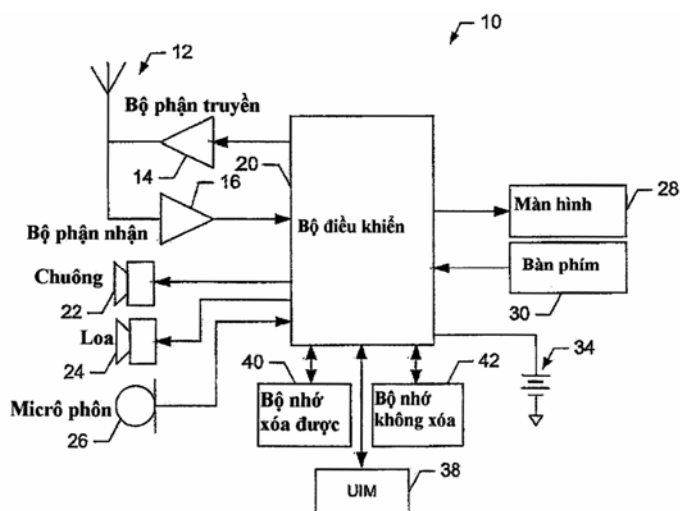 10
12
Bộ phận truyền
14
20
16
Bộ phận nhận
Bộ điều khiển
Màn hình
28
Bàn phím
30
Chuông
22
Loa
24
Micrô phôn
26
40
Bộ nhớ
xóa được
42
Bộ nhớ
không xóa
34
UIM
38